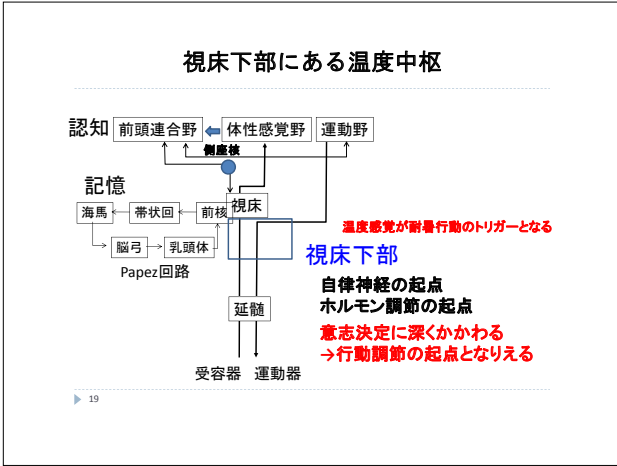 視床下部にある温度中枢
認知 前頭連合野 体性感覚野 運動野
側座核
記憶
海馬 帯状回 前核 視床
温度感覚が耐暑行動のトリガーとなる
脳弓 乳頭体
視床下部
Papez回路
自律神経の起点
ホルモン調節の起点
延髄
意志決定に深くかかわる
→行動調節の起点となりえる
受容器 運動器
19